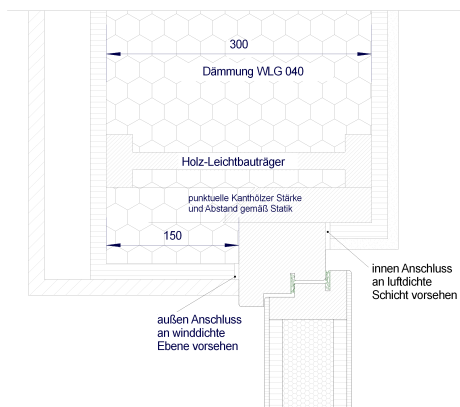 300
Dämmung WLG 040
Holz-Leichtbauträger
punktuelle Kanthölzer Stärke
und Abstand gemäß Statik
150
innen Anschluss
an luftdichte
Schicht vorsehen
außen Anschluss
an winddichte
Ebene vorsehen